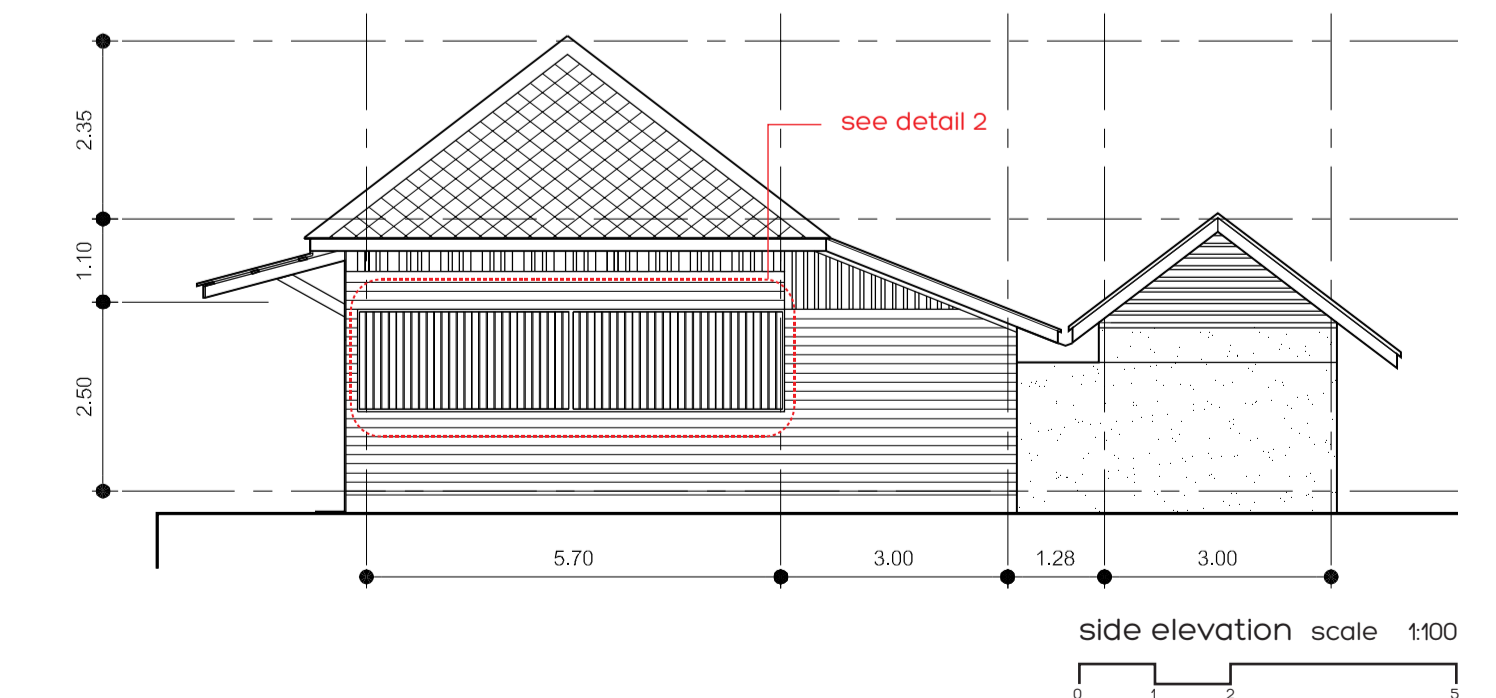 2.35
see detail 2
1.10
2.50
5.70 3.00 1.28 3.00
side elevation scale 1:100
0 1 2 5